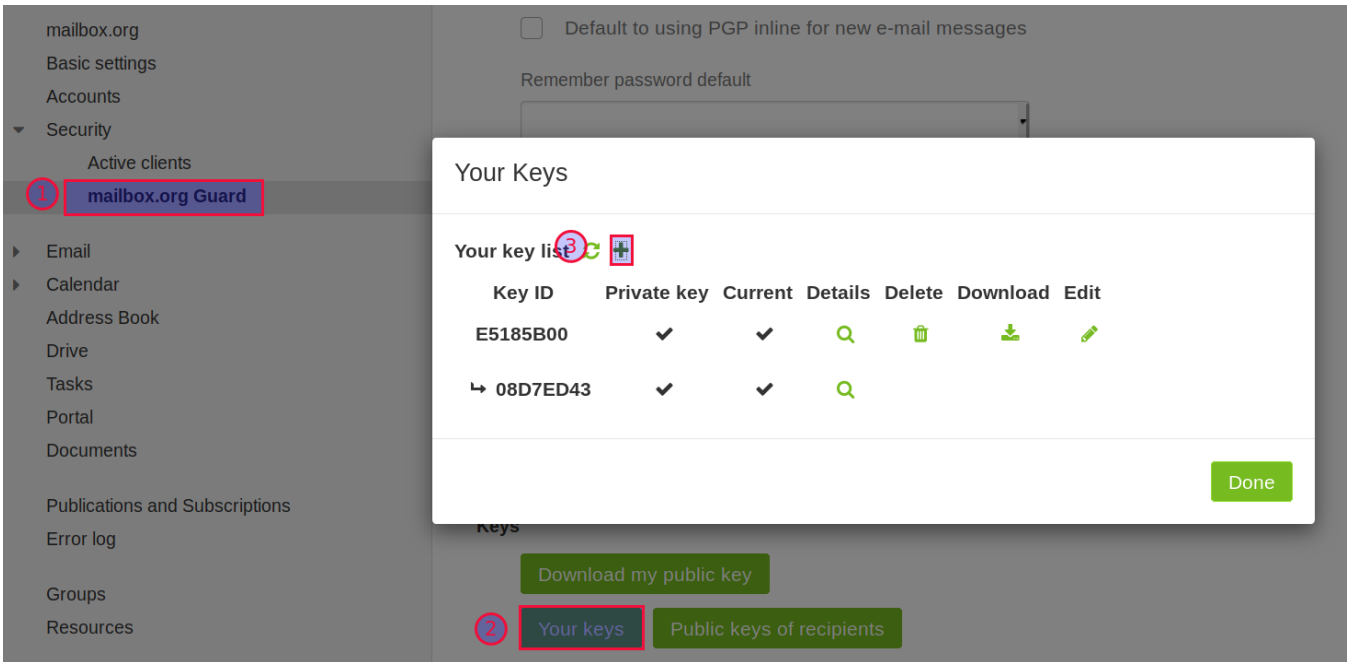 mailbox.org
Basic settings
Accounts
Security
Active clients
1 mailbox.org Guard
Email
Calendar
Address Book
Drive
Tasks
Portal
Documents
Publications and Subscriptions
Error log
Groups
Resources
Default to using PGP inline for new e-mail messages
Remember password default
Your Keys
Your key list 3
Key ID Private key Current Details Delete Download Edit
E5185B00
08D7ED43
Done
Keys
Download my public key
2 Your keys Public keys of recipients